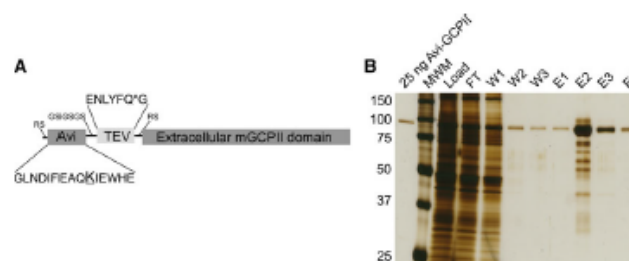 A
ENLYFQ*G
RS
GSGSGS
RS
Avi
TEV
Extracellular mGCPII domain
GLNDIFIEAQKIEWHE
B
25 ng Avi-GCPII
MWM
Load
FT
W1
W2
W3
E1
E2
E3
150
100
75
50
37
25